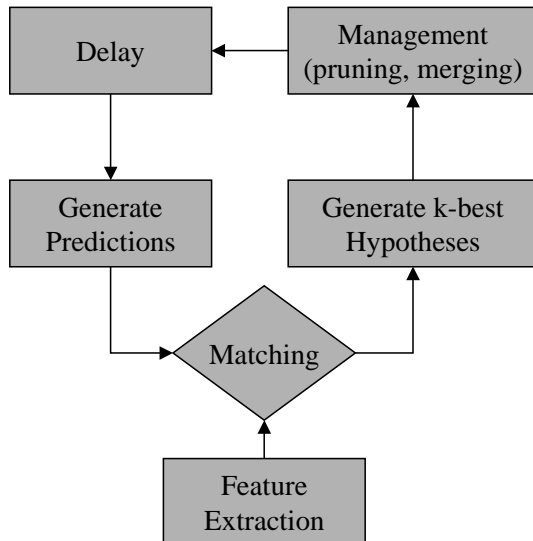 Delay
Management
(pruning, merging)
Generate
Predictions
Generate k-best
Hypotheses
Matching
Feature
Extraction